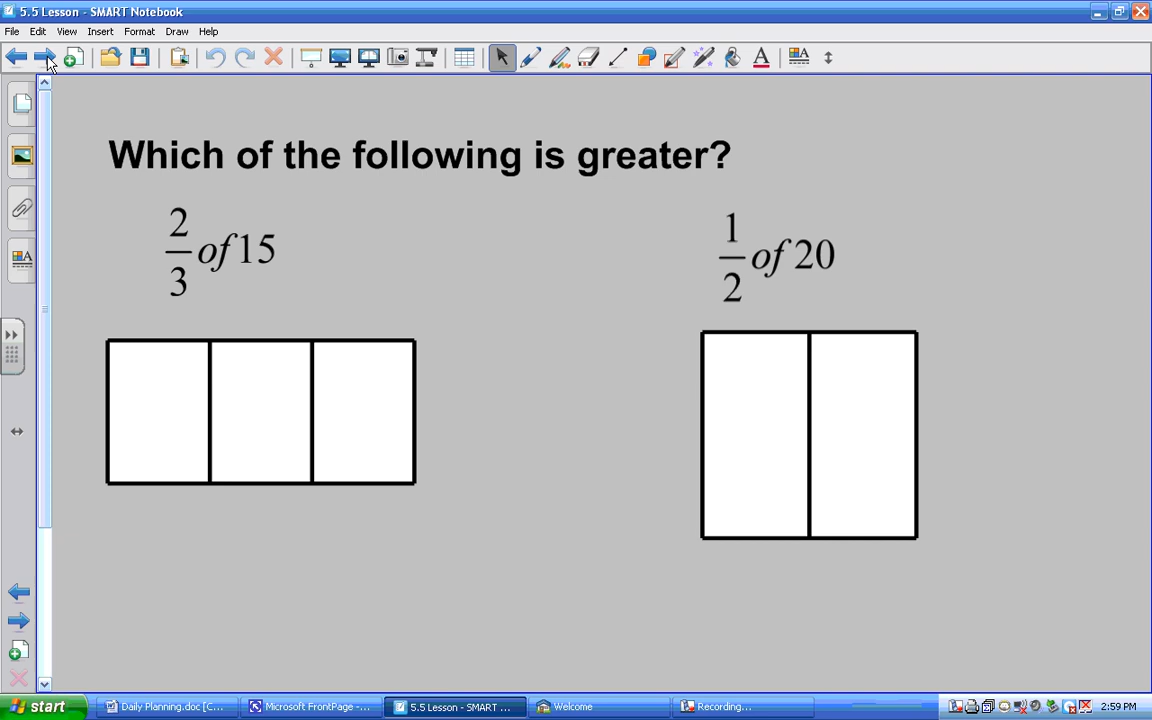 5.5 Lesson - SMART Notebook
File Edit View Insert Format Draw Help
Which of the following is greater?
2/3 of 15
1/2 of 20
start
Daily Planning.doc [C...
Microsoft FrontPage -...
5.5 Lesson - SMART ...
Welcome
Recording...
2:59 PM